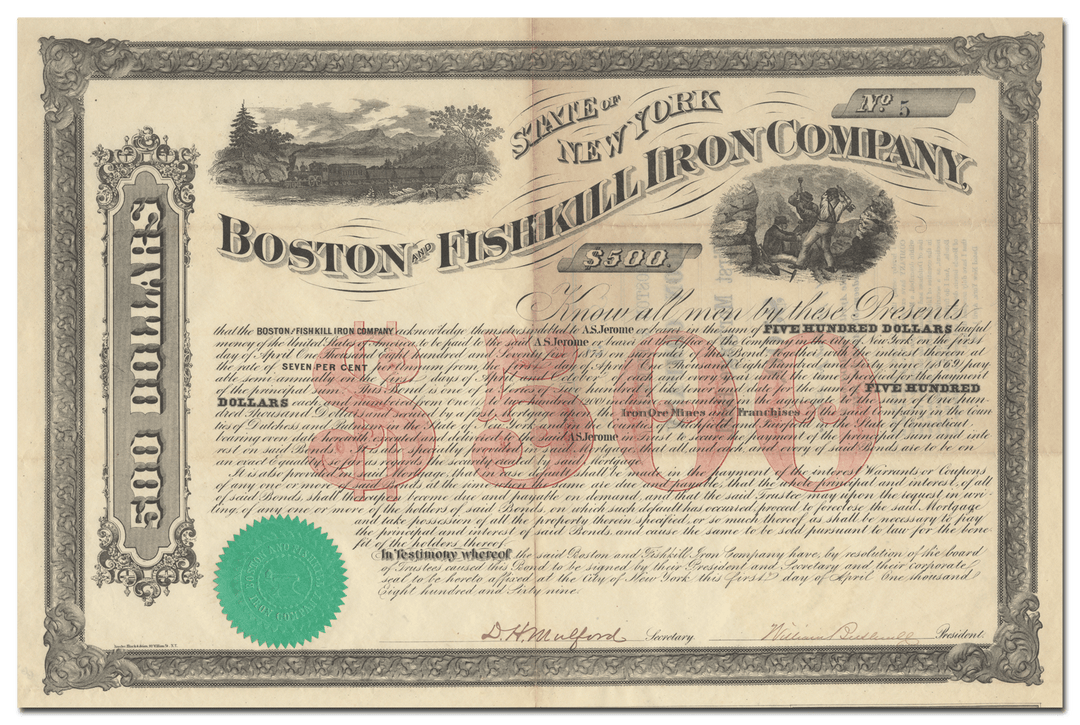 STATE OF
NEW YORK
Nº 5
BOSTON AND FISHKILL IRON COMPANY,
$500.
500 DOLLARS
$500
Know all men by these Presents
that the BOSTON/FISHKILL IRON COMPANY acknowledge themselves indebted to A.S. Jerome or bearer in the sum of FIVE HUNDRED DOLLARS lawful
money of the United States of America to be paid to the said A.S. Jerome or bearer at the office of the Company in the City of New York on the first
day of April One Thousand Eight hundred and Seventy five 1875 on surrender of this Bond, together with the interest thereon at
the rate of SEVEN PER CENT per annum from the first day of April One Thousand Eight hundred and Sixty nine (1869) pay
able semi-annually on the first days of April and October of each and every year until the time specified for the payment
of the principal sum. This bond is one of a series of two hundred of like tenor and date in the sum of FIVE HUNDRED
DOLLARS each and numbered from One (1) to two hundred (200) inclusive amounting in the aggregate to the sum of One hun
dred Thousand Dollars and secured by a first Mortgage upon the Iron Ore Mines and Franchises of the said Company in the Coun
ties of Dutchess and Putnam in the State of New York and in the Counties of Litchfield and Fairfield in the State of Connecticut
bearing even date herewith executed and delivered to the said A.S. Jerome in trust to secure the payment of the principal sum and inte
rest on said Bonds. It is specially provided in said Mortgage that all, each and every of said Bonds are to be on
an exact Equality so far as regards the security caused by said Mortgage.
It is also provided in said Mortgage, that in case default shall be made in the payment of the interest Warrants or Coupons
of any one or more of said Bonds at the time when the same are due and payable, that the whole principal and interest, of all
of said Bonds, shall thereupon become due and payable on demand, and that the said Trustee may upon the request in wri
ting, of any one or more of the holders of said Bonds, on which such default has occurred proceed to foreclose the said Mortgage
and take possession of all the property therein specified, or so much thereof as shall be necessary to pay
the principal and interest of said Bonds and cause the same to be sold pursuant to law for the bene
fit of the holders thereof.
In Testimony whereof the said Boston and Fishkill Iron Company have, by resolution of the board
of Trustees caused this Bond to be signed by their President and Secretary and their corporate
seal to be hereto affixed at the City of New York this first day of April One thousand
Eight hundred and Sixty nine.
D. H. Mulford Secretary William President.
BOSTON AND FISHKILL
IRON COMPANY